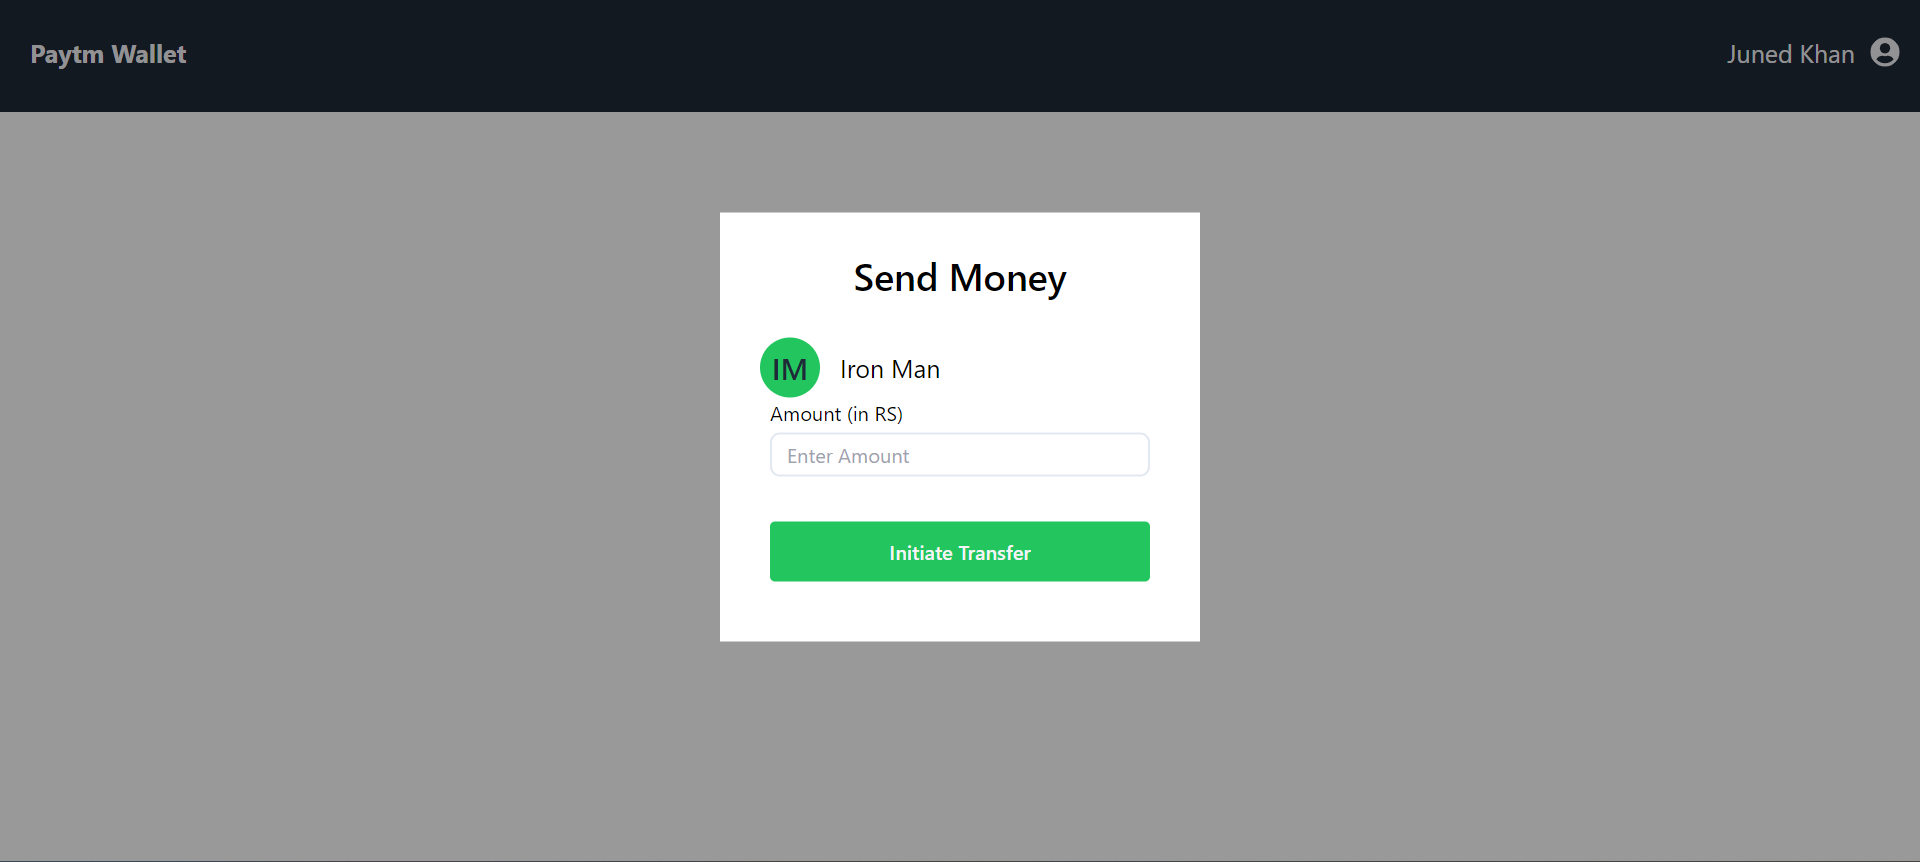 Paytm Wallet
Juned Khan
Send Money
IM
Iron Man
Amount (in RS)
Enter Amount
Initiate Transfer